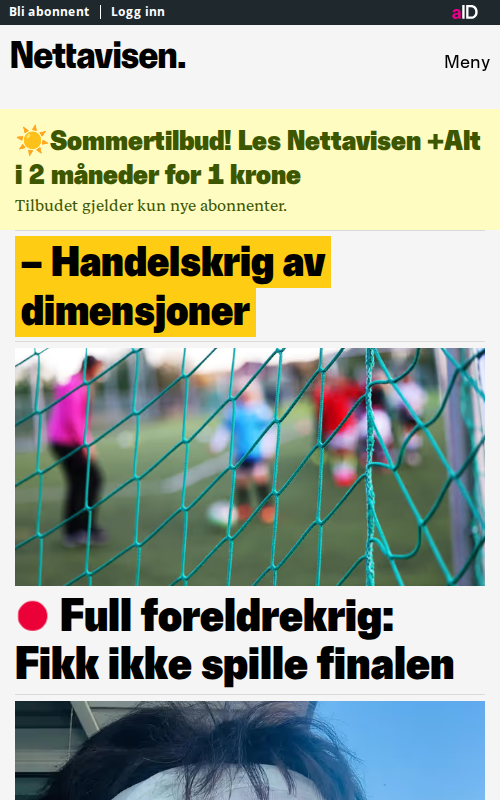 Bli abonnent | Logg inn
aID
Nettavisen.
Meny
☀️Sommertilbud! Les Nettavisen +Alt
i 2 måneder for 1 krone
Tilbudet gjelder kun nye abonnenter.
– Handelskrig av
dimensjoner
🔴 Full foreldrekrig:
Fikk ikke spille finalen